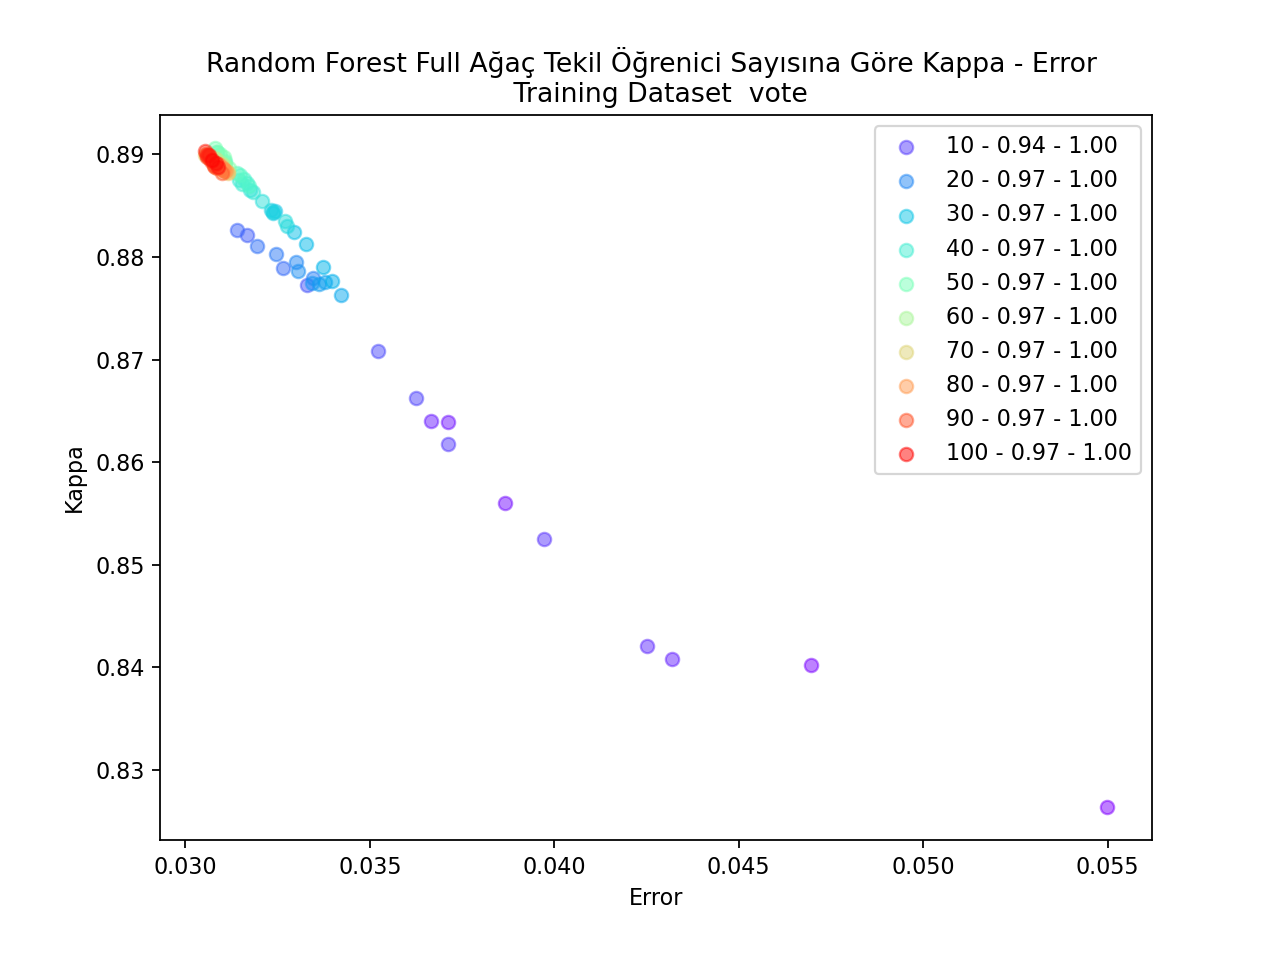 Random Forest Full Ağaç Tekil Öğrenici Sayısına Göre Kappa - Error
Training Dataset  vote
0.89
0.88
0.87
0.86
0.85
0.84
0.83
Kappa
10 - 0.94 - 1.00
20 - 0.97 - 1.00
30 - 0.97 - 1.00
40 - 0.97 - 1.00
50 - 0.97 - 1.00
60 - 0.97 - 1.00
70 - 0.97 - 1.00
80 - 0.97 - 1.00
90 - 0.97 - 1.00
100 - 0.97 - 1.00
0.030 0.035 0.040 0.045 0.050 0.055
Error